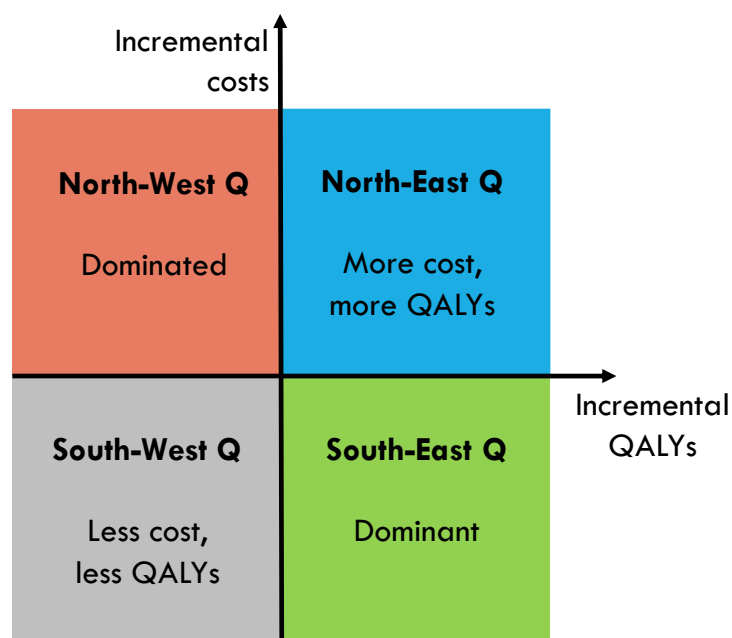 Incremental
costs
North-West Q
Dominated
North-East Q
More cost,
more QALYs
Incremental
QALYs
South-West Q
Less cost,
less QALYs
South-East Q
Dominant